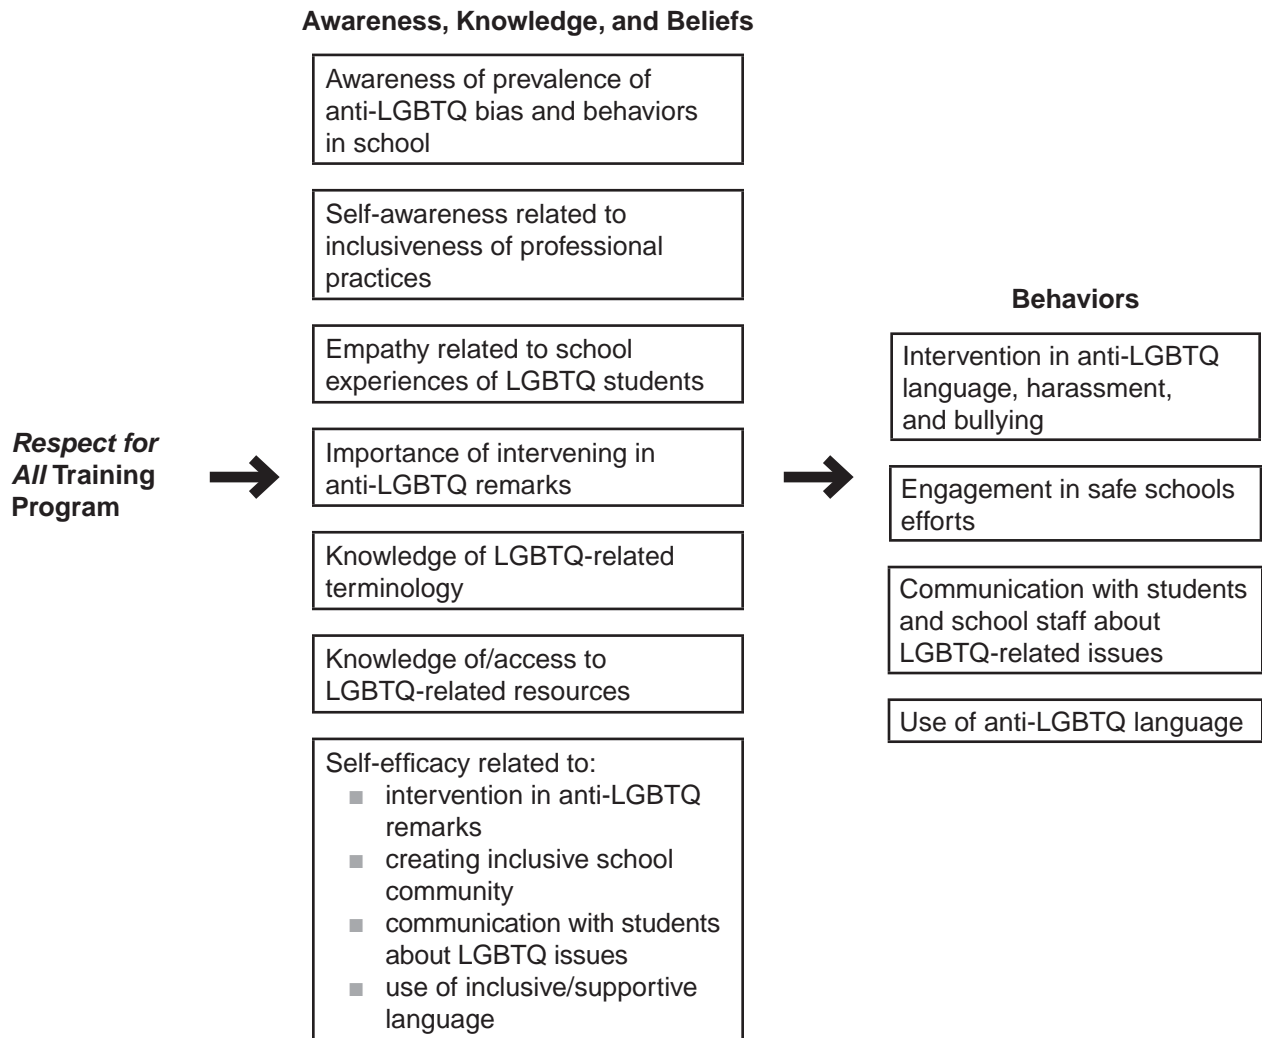 Awareness, Knowledge, and Beliefs
Awareness of prevalence of
anti-LGBTQ bias and behaviors
in school
Self-awareness related to
inclusiveness of professional
practices
Empathy related to school
experiences of LGBTQ students
Importance of intervening in
anti-LGBTQ remarks
Knowledge of LGBTQ-related
terminology
Knowledge of/access to
LGBTQ-related resources
Self-efficacy related to:
■ intervention in anti-LGBTQ
remarks
■ creating inclusive school
community
■ communication with students
about LGBTQ issues
■ use of inclusive/supportive
language
Respect for
All Training
Program
Behaviors
Intervention in anti-LGBTQ
language, harassment,
and bullying
Engagement in safe schools
efforts
Communication with students
and school staff about
LGBTQ-related issues
Use of anti-LGBTQ language